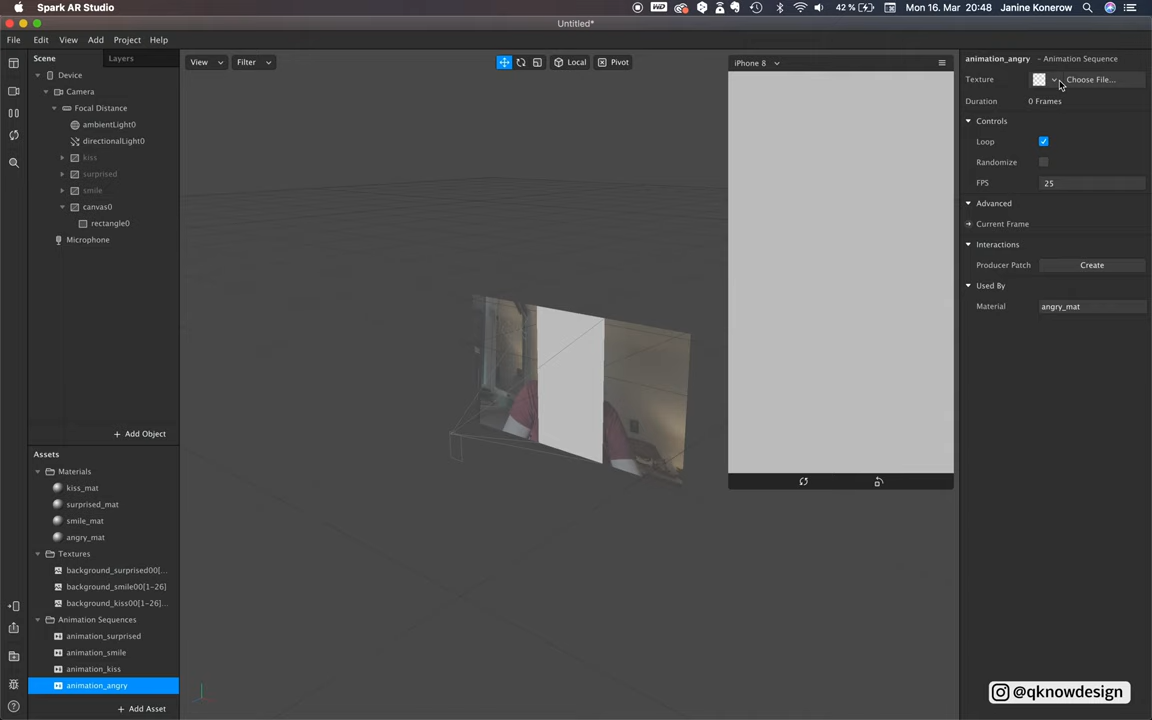 Spark AR Studio
42 %
Mon 16. Mar 20:48
Janine Konerow
Untitled*
File Edit View Add Project Help
Scene
Layers
Device
Camera
Focal Distance
ambientLight0
directionalLight0
kiss
surprised
smile
canvas0
rectangle0
Microphone
+ Add Object
Assets
Materials
kiss_mat
surprised_mat
smile_mat
angry_mat
Textures
background_surprised00[...
background_smile00[1-26]
background_kiss00[1-26]...
Animation Sequences
animation_surprised
animation_smile
animation_kiss
animation_angry
+ Add Asset
View
Filter
Local
Pivot
iPhone 8
animation_angry - Animation Sequence
Texture
Choose File...
Duration 0 Frames
Controls
Loop
Randomize
FPS 25
Advanced
Current Frame
Interactions
Producer Patch Create
Used By
Material angry_mat
@qknowdesign